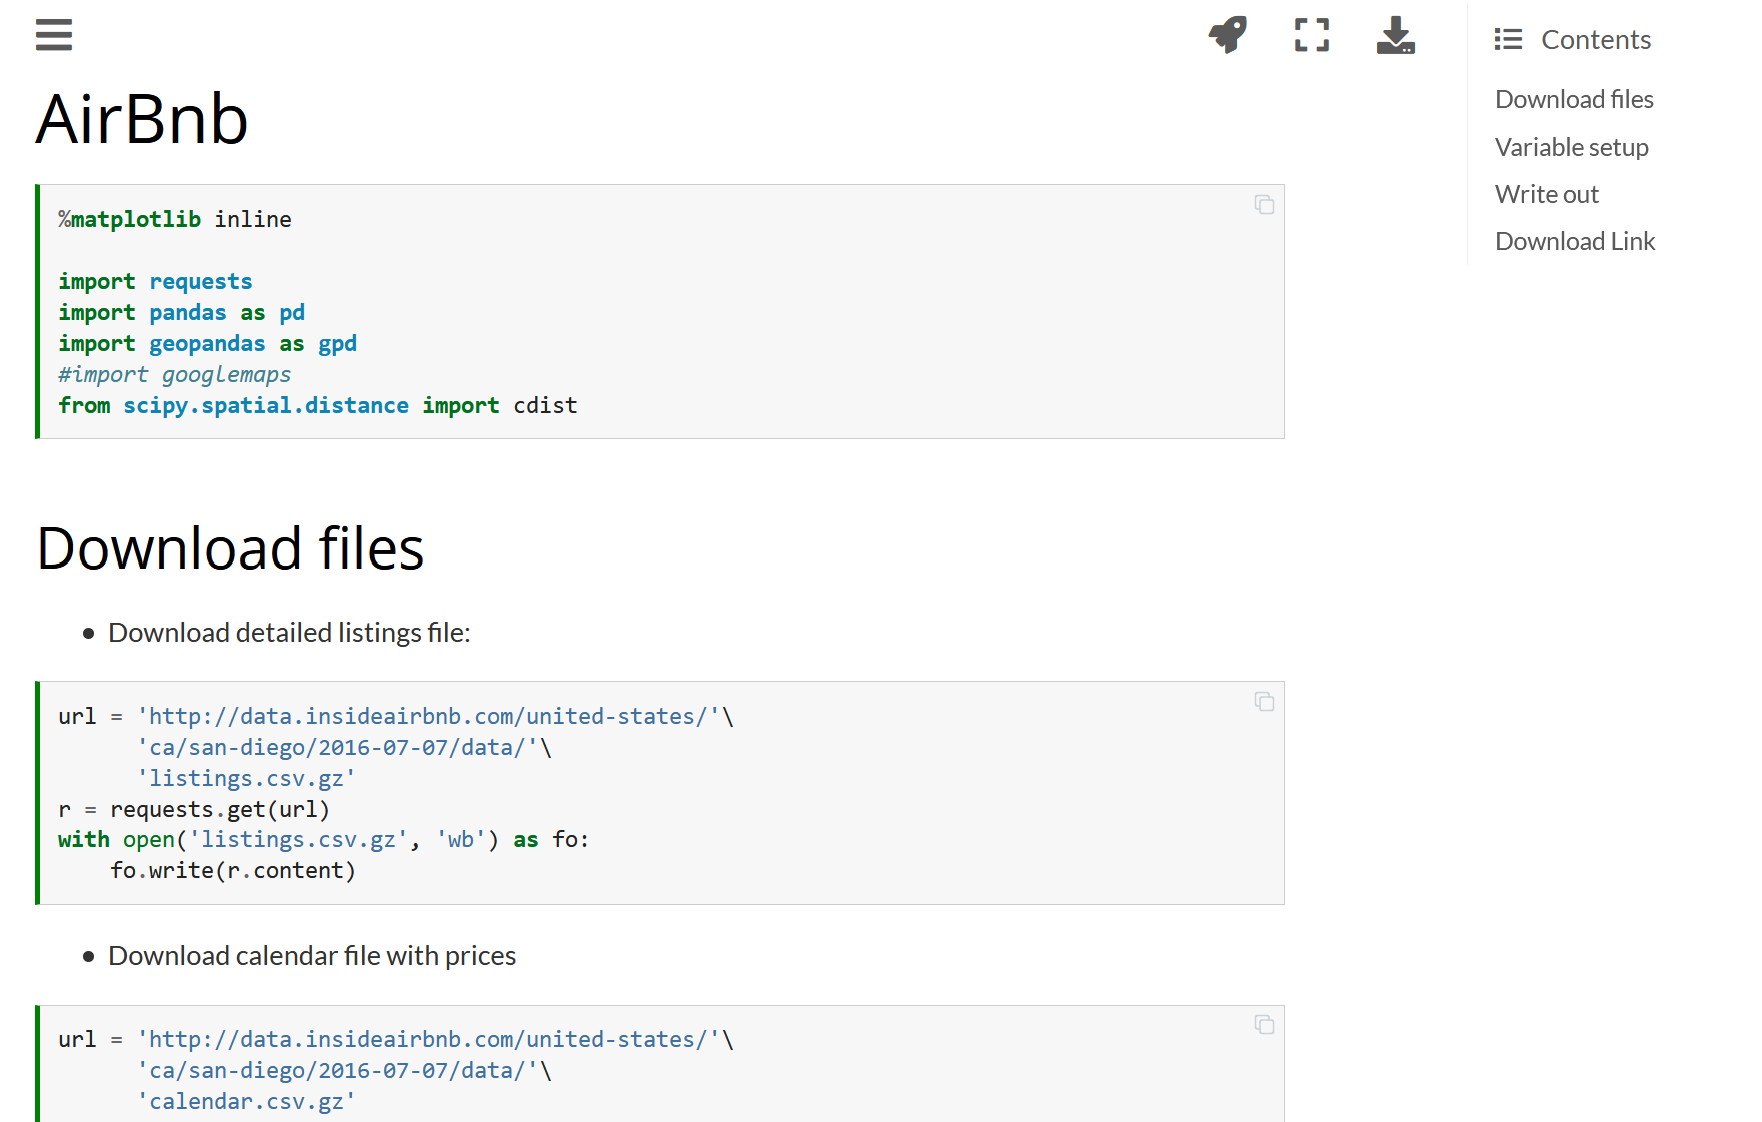 AirBnb
%matplotlib inline
import requests
import pandas as pd
import geopandas as gpd
#import googlemaps
from scipy.spatial.distance import cdist
Download files
Download detailed listings file:
url = 'http://data.insideairbnb.com/united-states/'\
      'ca/san-diego/2016-07-07/data/'\
      'listings.csv.gz'
r = requests.get(url)
with open('listings.csv.gz', 'wb') as fo:
    fo.write(r.content)
Download calendar file with prices
url = 'http://data.insideairbnb.com/united-states/'\
      'ca/san-diego/2016-07-07/data/'\
      'calendar.csv.gz'
Contents
Download files
Variable setup
Write out
Download Link